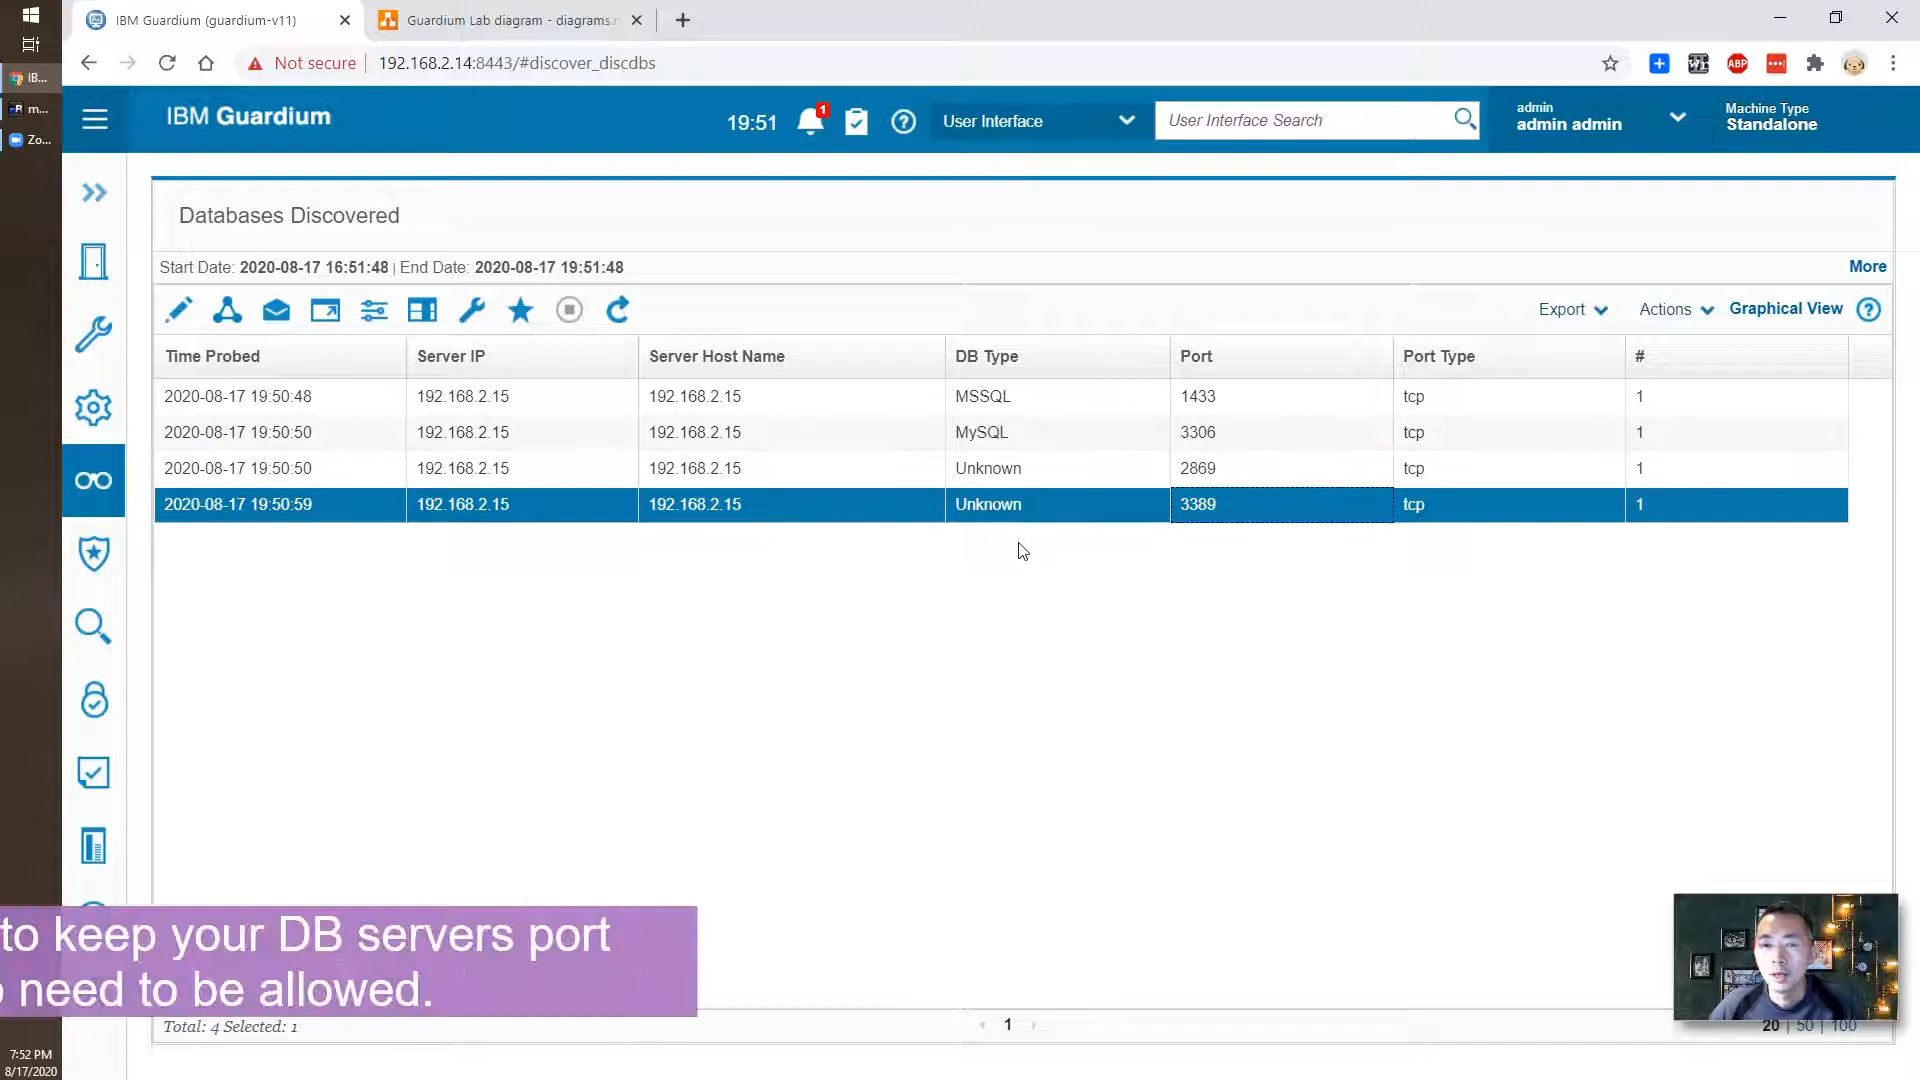 IBM Guardium (guardium-v11)
Guardium Lab diagram - diagrams.n
IB...
m...
Zo...
Not secure
192.168.2.14:8443/#discover_discdbs
ABP
IBM Guardium
19:51
1
User Interface
User Interface Search
admin
admin admin
Machine Type
Standalone
Databases Discovered
Start Date: 2020-08-17 16:51:48 | End Date: 2020-08-17 19:51:48
More
Export
Actions
Graphical View
Time Probed Server IP Server Host Name DB Type Port Port Type #
2020-08-17 19:50:48 192.168.2.15 192.168.2.15 MSSQL 1433 tcp 1
2020-08-17 19:50:50 192.168.2.15 192.168.2.15 MySQL 3306 tcp 1
2020-08-17 19:50:50 192.168.2.15 192.168.2.15 Unknown 2869 tcp 1
2020-08-17 19:50:59 192.168.2.15 192.168.2.15 Unknown 3389 tcp 1
to keep your DB servers port
need to be allowed.
Total: 4 Selected: 1
1
20 | 50 | 100
7:52 PM
8/17/2020